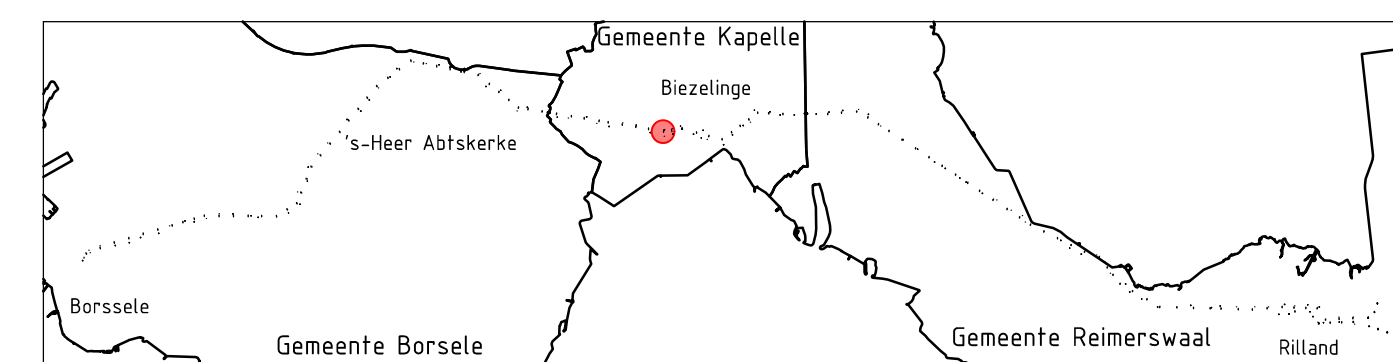 Gemeente Kapelle
Biezelinge
's-Heer Abtskerke
Borssele
Gemeente Borsele
Gemeente Reimerswaal
Rilland